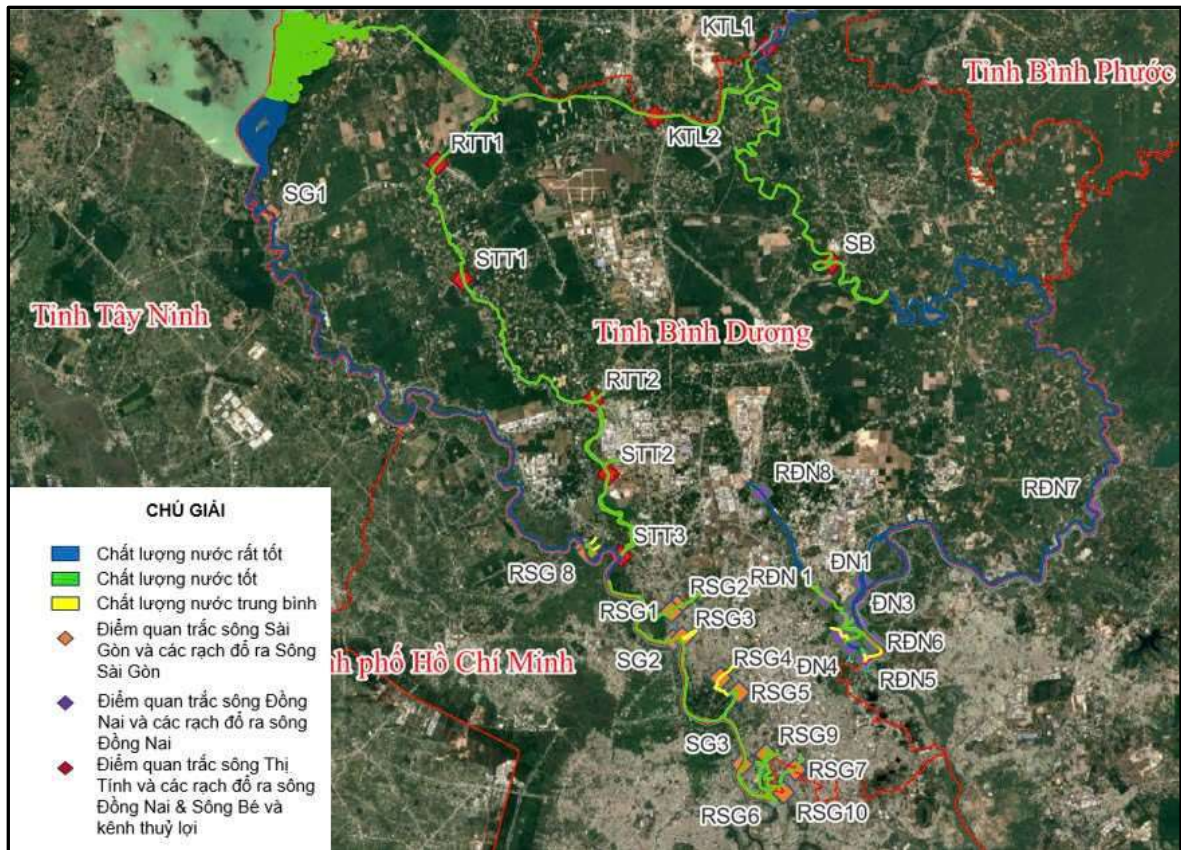 KTL1
Tỉnh Bình Phước
RTT1
KTL2
SG1
SB
STT1
Tỉnh Tây Ninh
Tỉnh Bình Dương
RTT2
STT2
RĐN8
RĐN7
STT3
RSG 8
RĐN 1
ĐN1
RSG2
RSG1
ĐN3
RSG3
RĐN6
SG2
nh phố Hồ Chí Minh
RSG4
ĐN4
RĐN5
RSG5
SG3
RSG9
RSG7
RSG6
RSG10
CHÚ GIẢI
Chất lượng nước rất tốt
Chất lượng nước tốt
Chất lượng nước trung bình
Điểm quan trắc sông Sài
Gòn và các rạch đổ ra Sông
Sài Gòn
Điểm quan trắc sông Đồng
Nai và các rạch đổ ra sông
Đồng Nai
Điểm quan trắc sông Thị
Tính và các rạch đổ ra sông
Đồng Nai & Sông Bé và
kênh thuỷ lợi